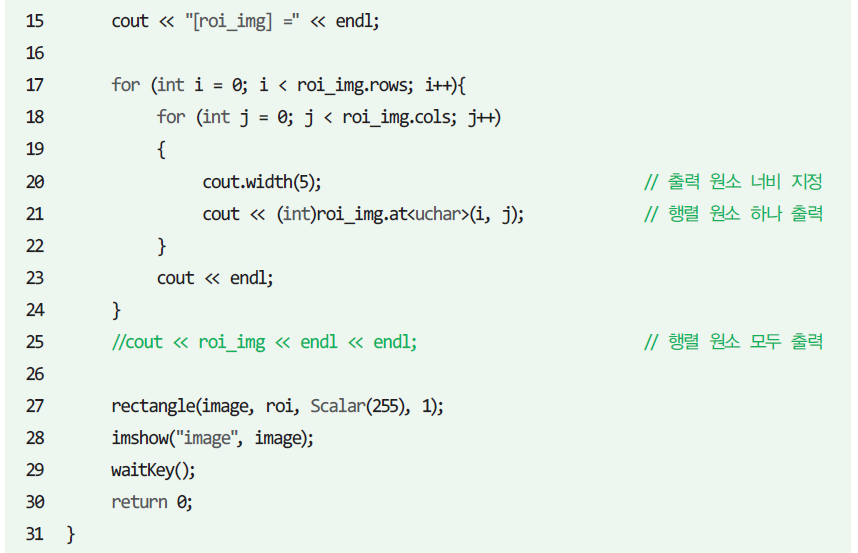 15 cout << "[roi_img] =" << endl;
16
17 for (int i = 0; i < roi_img.rows; i++){
18 for (int j = 0; j < roi_img.cols; j++)
19 {
20 cout.width(5); // 출력 원소 너비 지정
21 cout << (int)roi_img.at<uchar>(i, j); // 행렬 원소 하나 출력
22 }
23 cout << endl;
24 }
25 //cout << roi_img << endl << endl; // 행렬 원소 모두 출력
26
27 rectangle(image, roi, Scalar(255), 1);
28 imshow("image", image);
29 waitKey();
30 return 0;
31 }